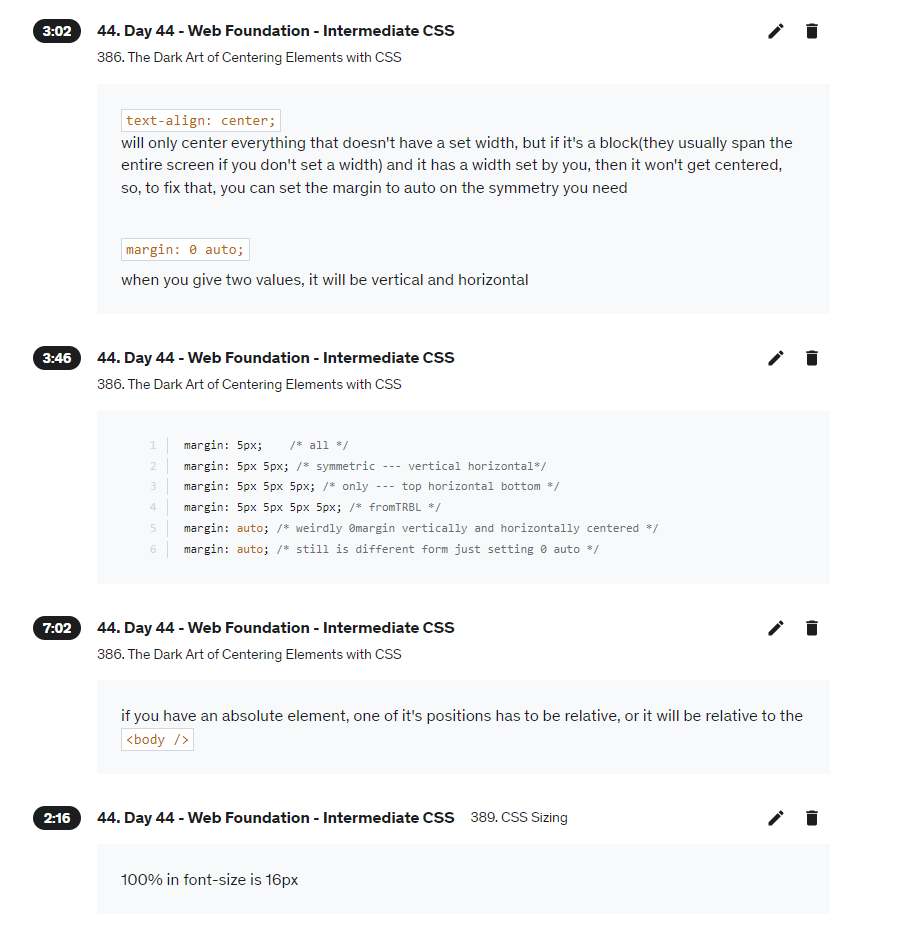 3:02 44. Day 44 - Web Foundation - Intermediate CSS
386. The Dark Art of Centering Elements with CSS
text-align: center;
will only center everything that doesn't have a set width, but if it's a block(they usually span the
entire screen if you don't set a width) and it has a width set by you, then it won't get centered,
so, to fix that, you can set the margin to auto on the symmetry you need
margin: 0 auto;
when you give two values, it will be vertical and horizontal
3:46 44. Day 44 - Web Foundation - Intermediate CSS
386. The Dark Art of Centering Elements with CSS
1 margin: 5px;    /* all */
2 margin: 5px 5px; /* symmetric --- vertical horizontal*/
3 margin: 5px 5px 5px; /* only --- top horizontal bottom */
4 margin: 5px 5px 5px 5px; /* fromTRBL */
5 margin: auto; /* weirdly 0margin vertically and horizontally centered */
6 margin: auto; /* still is different form just setting 0 auto */
7:02 44. Day 44 - Web Foundation - Intermediate CSS
386. The Dark Art of Centering Elements with CSS
if you have an absolute element, one of it's positions has to be relative, or it will be relative to the
<body />
2:16 44. Day 44 - Web Foundation - Intermediate CSS 389. CSS Sizing
100% in font-size is 16px